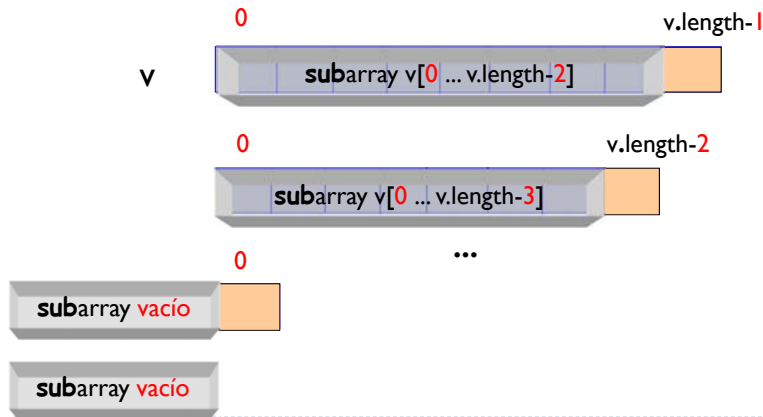 0
v.length-1
v
subarray v[0 ... v.length-2]
0
v.length-2
subarray v[0 ... v.length-3]
0
...
subarray vacío
subarray vacío